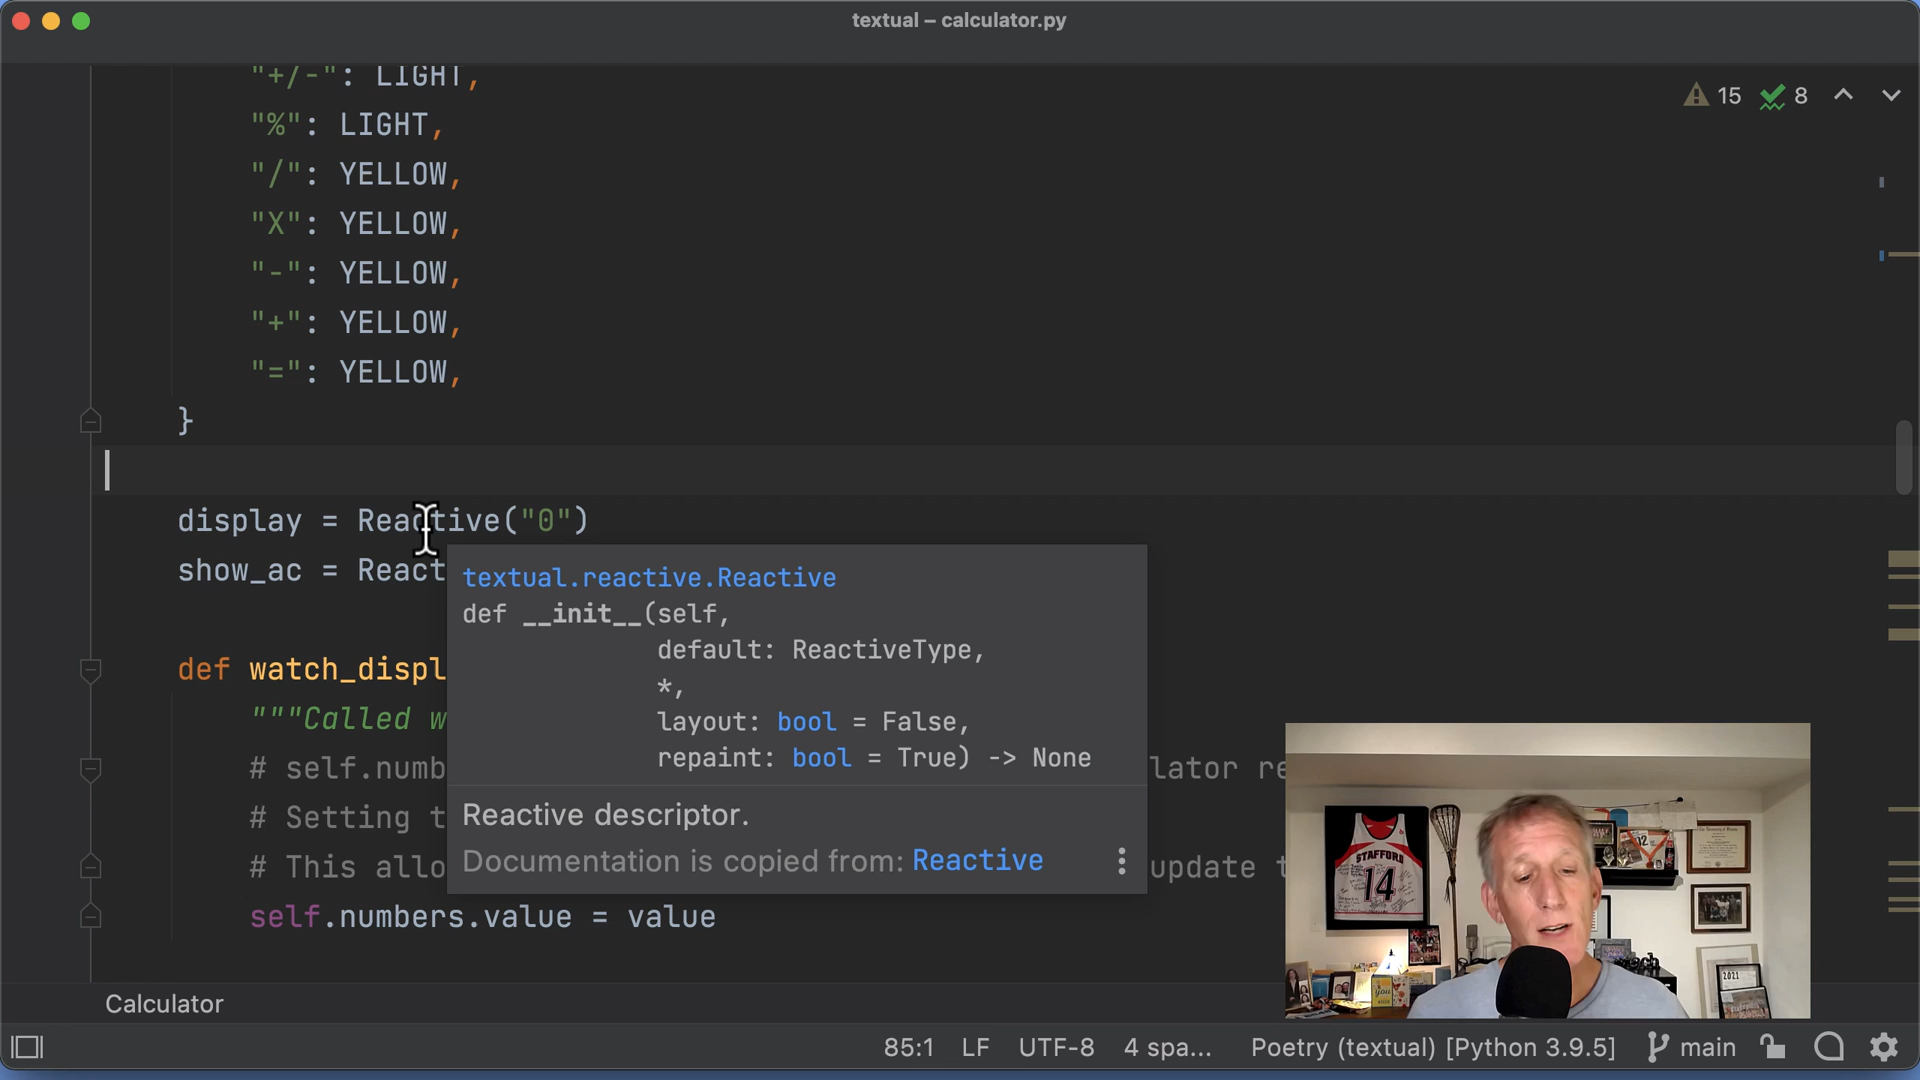 textual – calculator.py
"+/-": LIGHT,
15 8
"%": LIGHT,
"/": YELLOW,
"X": YELLOW,
"-": YELLOW,
"+": YELLOW,
"=": YELLOW,
}
display = Reactive("0")
show_ac = React
textual.reactive.Reactive
def __init__(self,
default: ReactiveType,
*,
layout: bool = False,
repaint: bool = True) -> None
Reactive descriptor.
Documentation is copied from: Reactive
def watch_displ
"""Called w
# self.numb lator re
# Setting t
# This allo update t
self.numbers.value = value
STAFFORD
14
2021
Calculator
85:1 LF UTF-8 4 spa... Poetry (textual) [Python 3.9.5] main